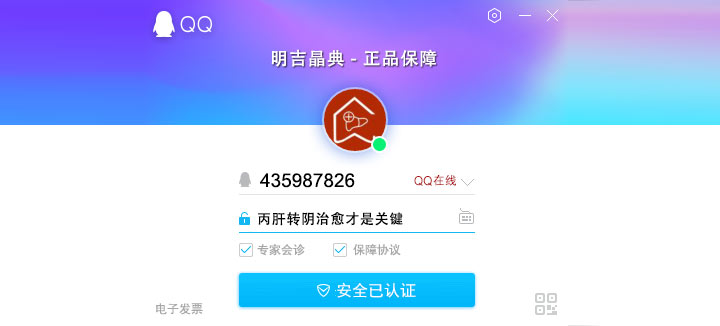 QQ
明吉晶典 - 正品保障
435987826
QQ在线
丙肝转阴治愈才是关键
专家会诊
保障协议
安全已认证
电子发票